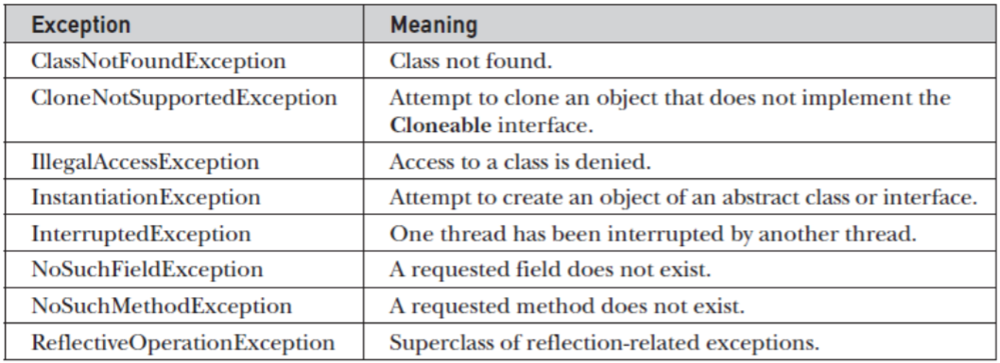 Exception Meaning
ClassNotFoundException Class not found.
CloneNotSupportedException Attempt to clone an object that does not implement the
Cloneable interface.
IllegalAccessException Access to a class is denied.
InstantiationException Attempt to create an object of an abstract class or interface.
InterruptedException One thread has been interrupted by another thread.
NoSuchFieldException A requested field does not exist.
NoSuchMethodException A requested method does not exist.
ReflectiveOperationException Superclass of reflection-related exceptions.